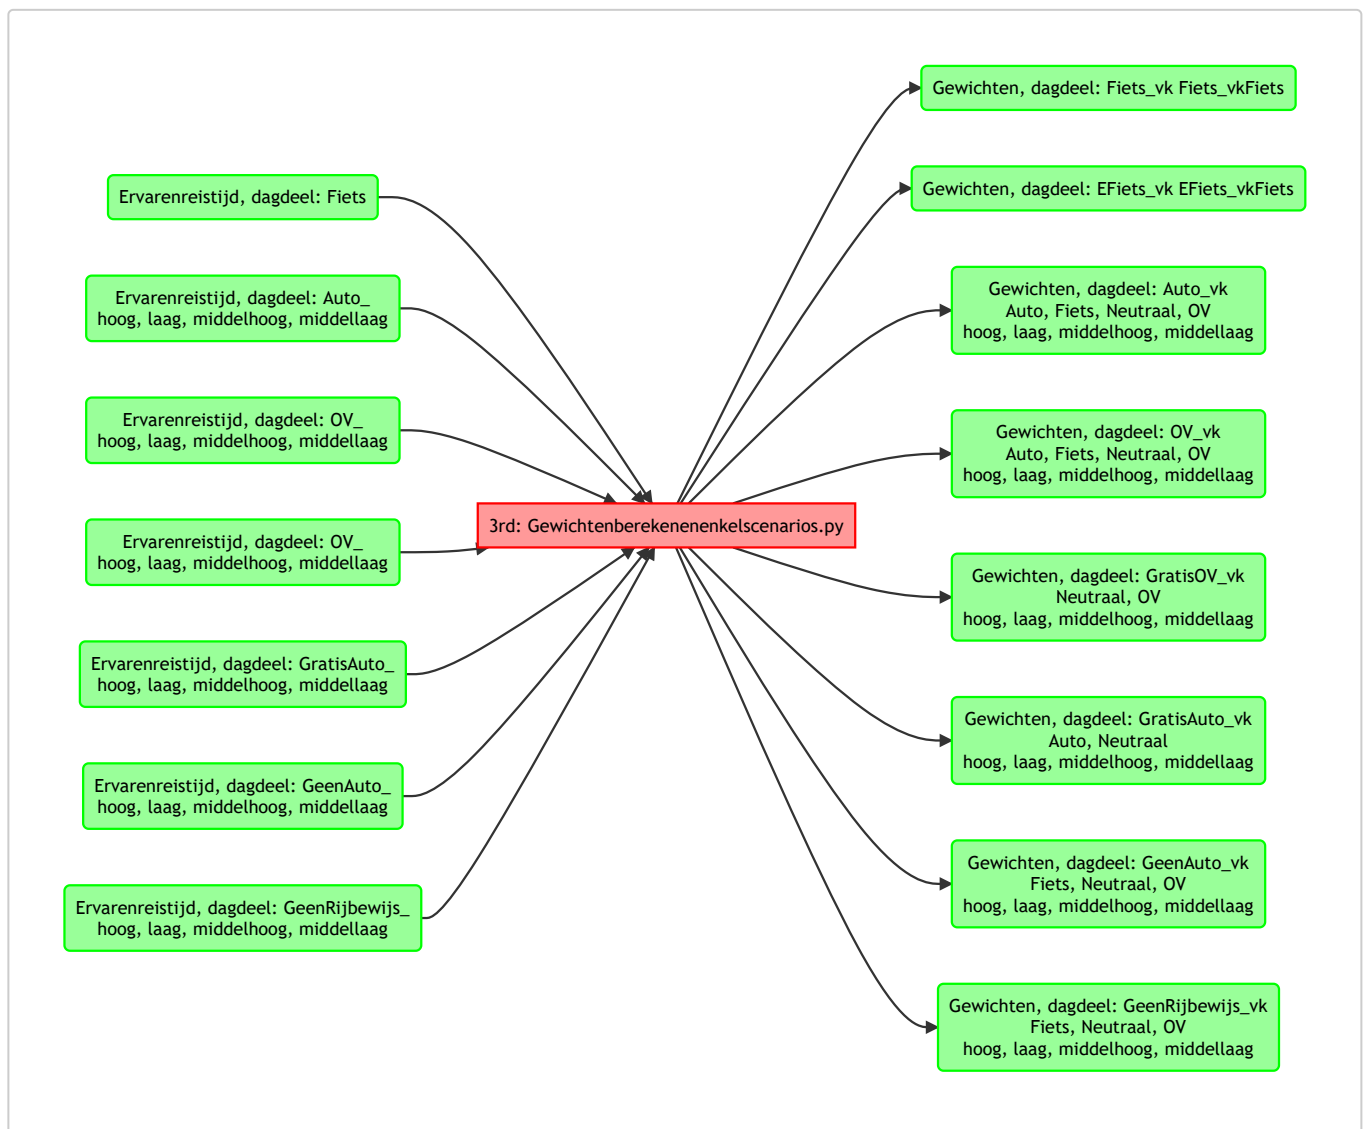 Ervarenreistijd, dagdeel: Fiets
Ervarenreistijd, dagdeel: Auto_
hoog, laag, middelhoog, middellaag
Ervarenreistijd, dagdeel: OV_
hoog, laag, middelhoog, middellaag
Ervarenreistijd, dagdeel: OV_
hoog, laag, middelhoog, middellaag
Ervarenreistijd, dagdeel: GratisAuto_
hoog, laag, middelhoog, middellaag
Ervarenreistijd, dagdeel: GeenAuto_
hoog, laag, middelhoog, middellaag
Ervarenreistijd, dagdeel: GeenRijbewijs_
hoog, laag, middelhoog, middellaag
3rd: Gewichtenberekenenenkelscenarios.py
Gewichten, dagdeel: Fiets_vk Fiets_vkFiets
Gewichten, dagdeel: EFiets_vk EFiets_vkFiets
Gewichten, dagdeel: Auto_vk
Auto, Fiets, Neutraal, OV
hoog, laag, middelhoog, middellaag
Gewichten, dagdeel: OV_vk
Auto, Fiets, Neutraal, OV
hoog, laag, middelhoog, middellaag
Gewichten, dagdeel: GratisOV_vk
Neutraal, OV
hoog, laag, middelhoog, middellaag
Gewichten, dagdeel: GratisAuto_vk
Auto, Neutraal
hoog, laag, middelhoog, middellaag
Gewichten, dagdeel: GeenAuto_vk
Fiets, Neutraal, OV
hoog, laag, middelhoog, middellaag
Gewichten, dagdeel: GeenRijbewijs_vk
Fiets, Neutraal, OV
hoog, laag, middelhoog, middellaag